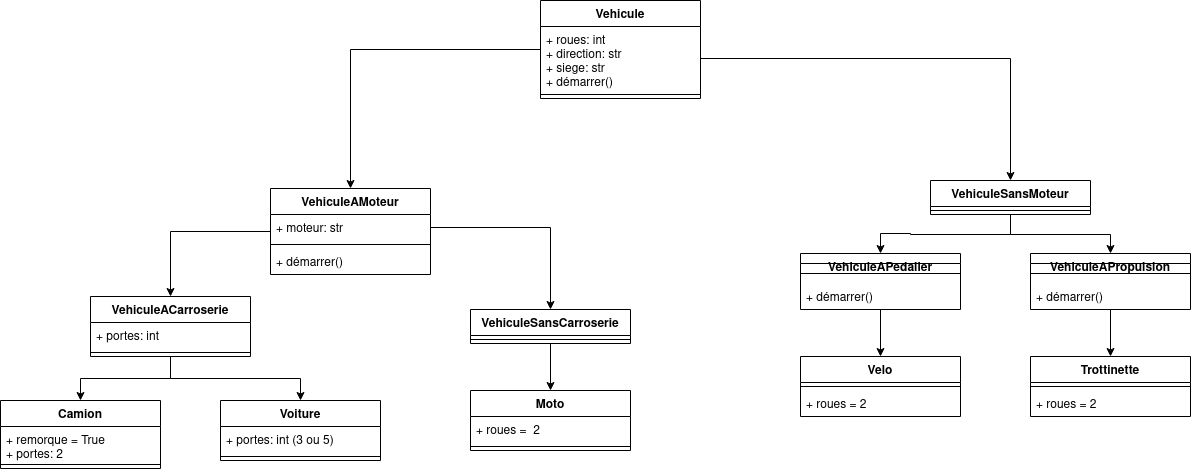 Vehicule
+ roues: int
+ direction: str
+ siege: str
+ démarrer()
VehiculeAMoteur
+ moteur: str
+ démarrer()
VehiculeSansMoteur
VehiculeAPedalier
+ démarrer()
VehiculeAPropulsion
+ démarrer()
VehiculeACarroserie
+ portes: int
VehiculeSansCarroserie
Velo
+ roues = 2
Trottinette
+ roues = 2
Camion
+ remorque = True
+ portes: 2
Voiture
+ portes: int (3 ou 5)
Moto
+ roues =  2